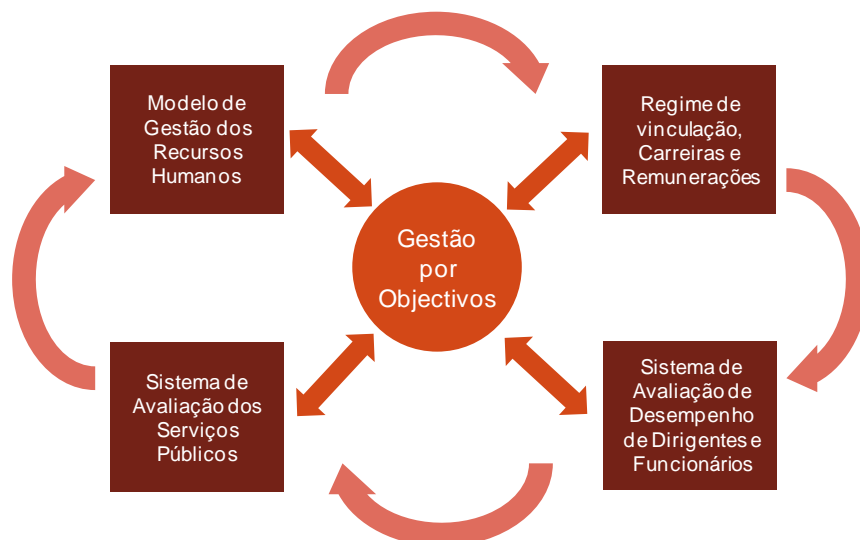 Modelo de
Gestão dos
Recursos
Humanos
Regime de
vinculação,
Carreiras e
Remunerações
Gestão
por
Objectivos
Sistema de
Avaliação dos
Serviços
Públicos
Sistema de
Avaliação de
Desempenho
de Dirigentes e
Funcionários